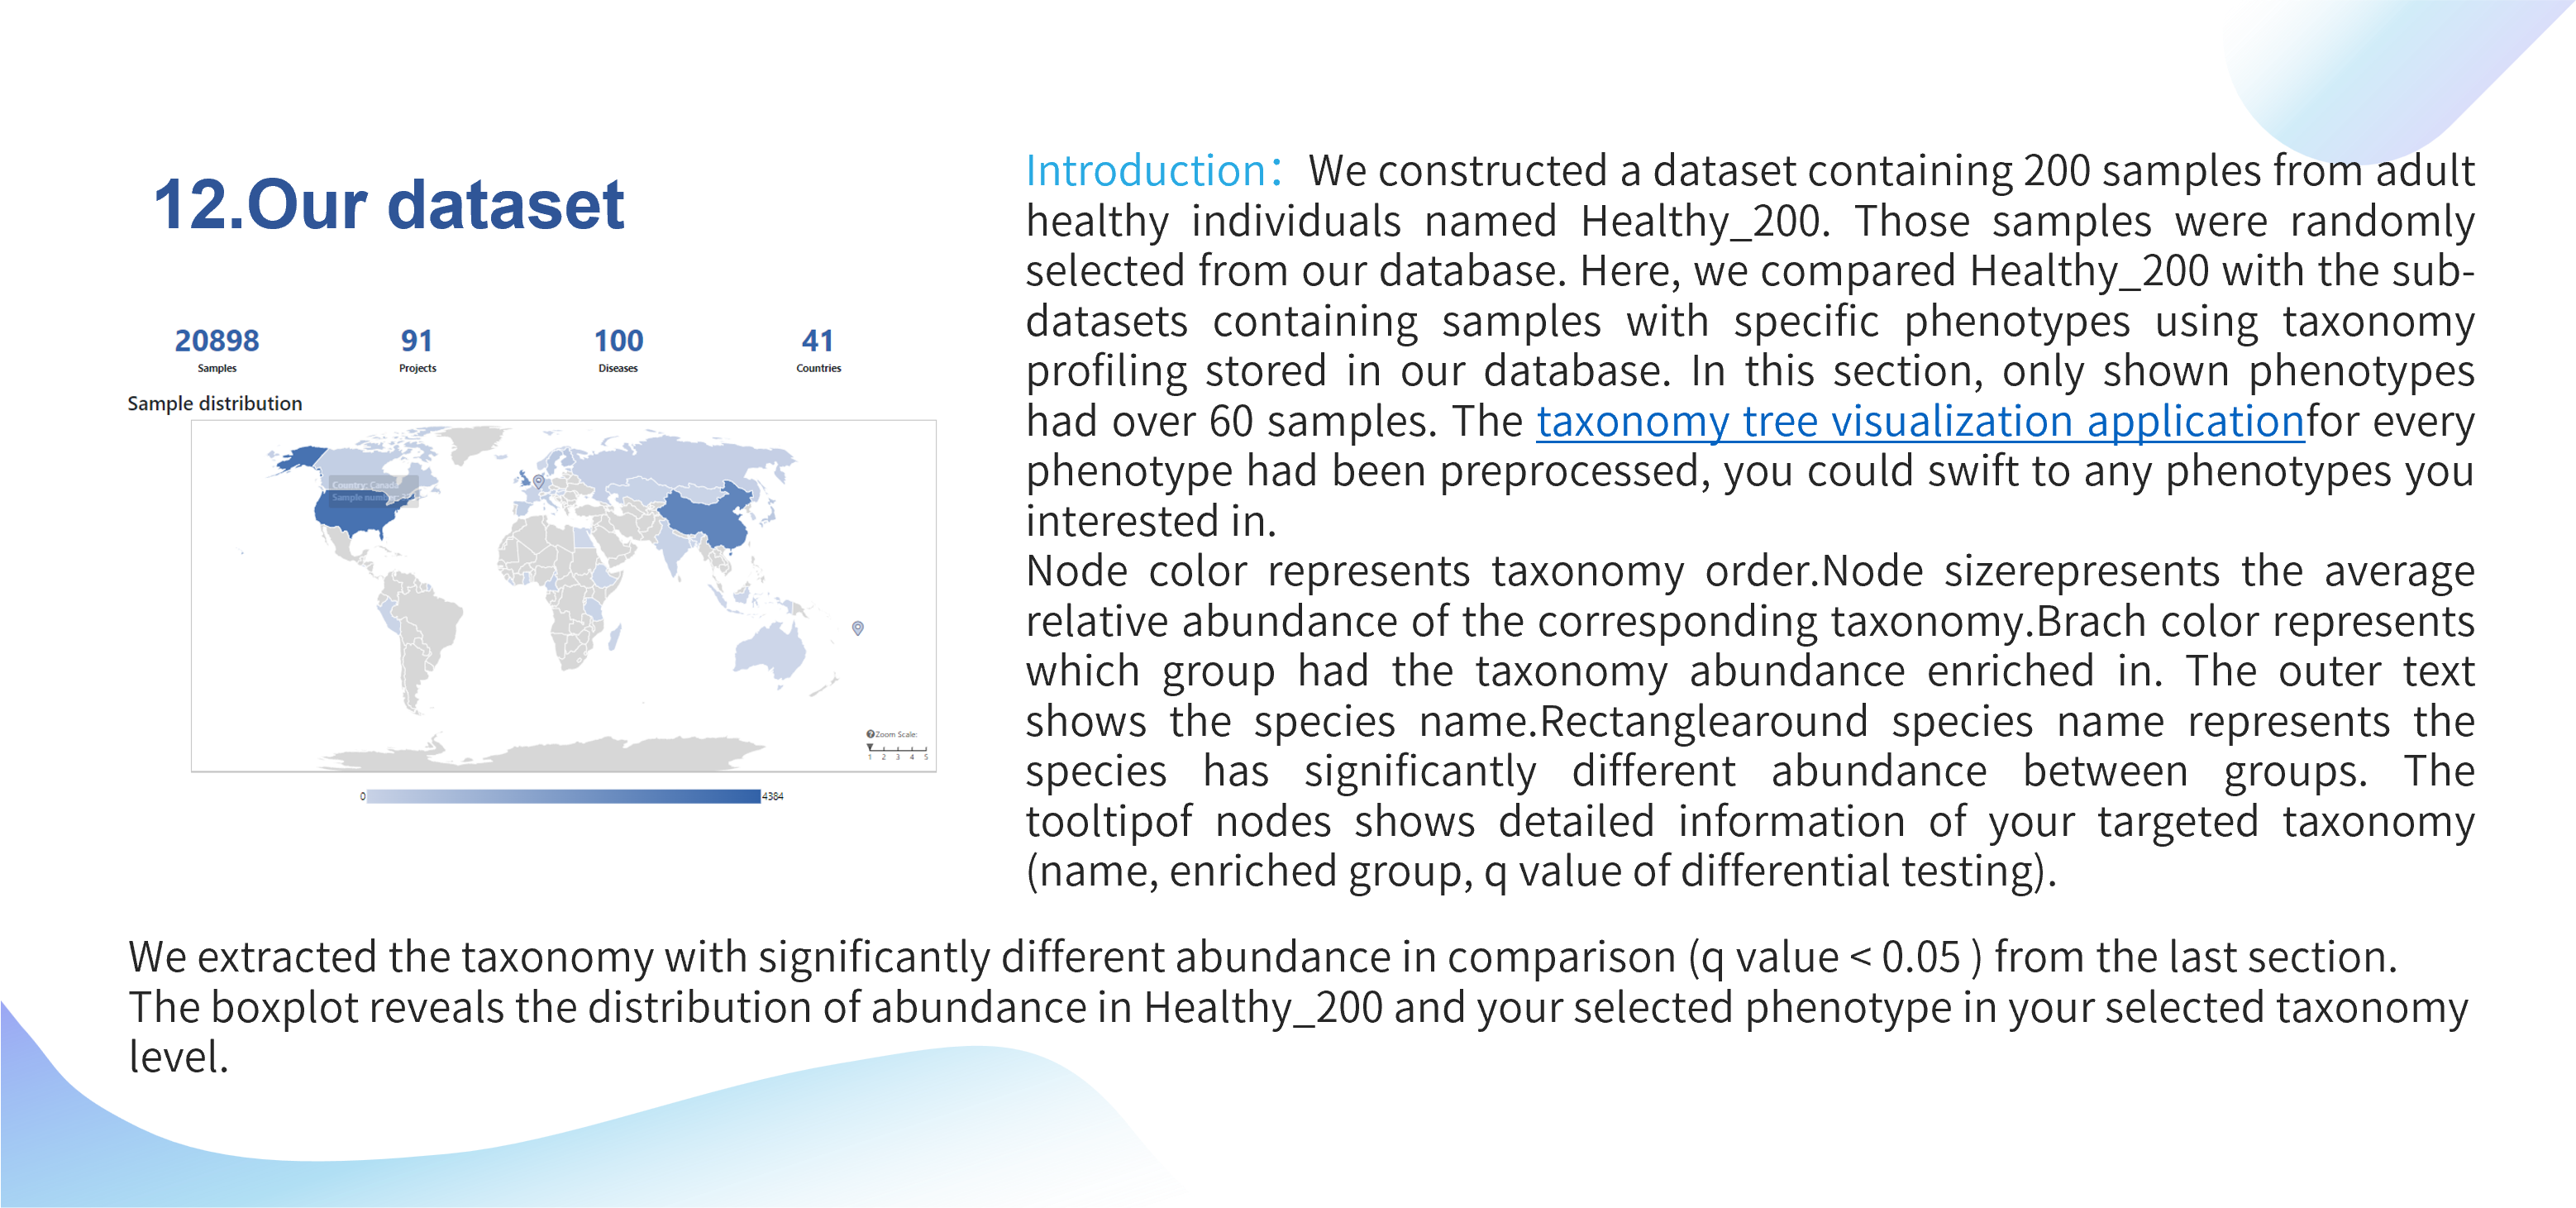 12.Our dataset
20898
Samples
91
Projects
100
Diseases
41
Countries
Sample distribution
Country: Canada
Sample number:
Zoom Scale:
1 2 3 4 5
0
4384
Introduction： We constructed a dataset containing 200 samples from adult
healthy individuals named Healthy_200. Those samples were randomly
selected from our database. Here, we compared Healthy_200 with the sub-
datasets containing samples with specific phenotypes using taxonomy
profiling stored in our database. In this section, only shown phenotypes
had over 60 samples. The taxonomy tree visualization applicationfor every
phenotype had been preprocessed, you could swift to any phenotypes you
interested in.
Node color represents taxonomy order.Node sizerepresents the average
relative abundance of the corresponding taxonomy.Brach color represents
which group had the taxonomy abundance enriched in. The outer text
shows the species name.Rectanglearound species name represents the
species has significantly different abundance between groups. The
tooltipof nodes shows detailed information of your targeted taxonomy
(name, enriched group, q value of differential testing).
We extracted the taxonomy with significantly different abundance in comparison (q value < 0.05 ) from the last section.
The boxplot reveals the distribution of abundance in Healthy_200 and your selected phenotype in your selected taxonomy
level.